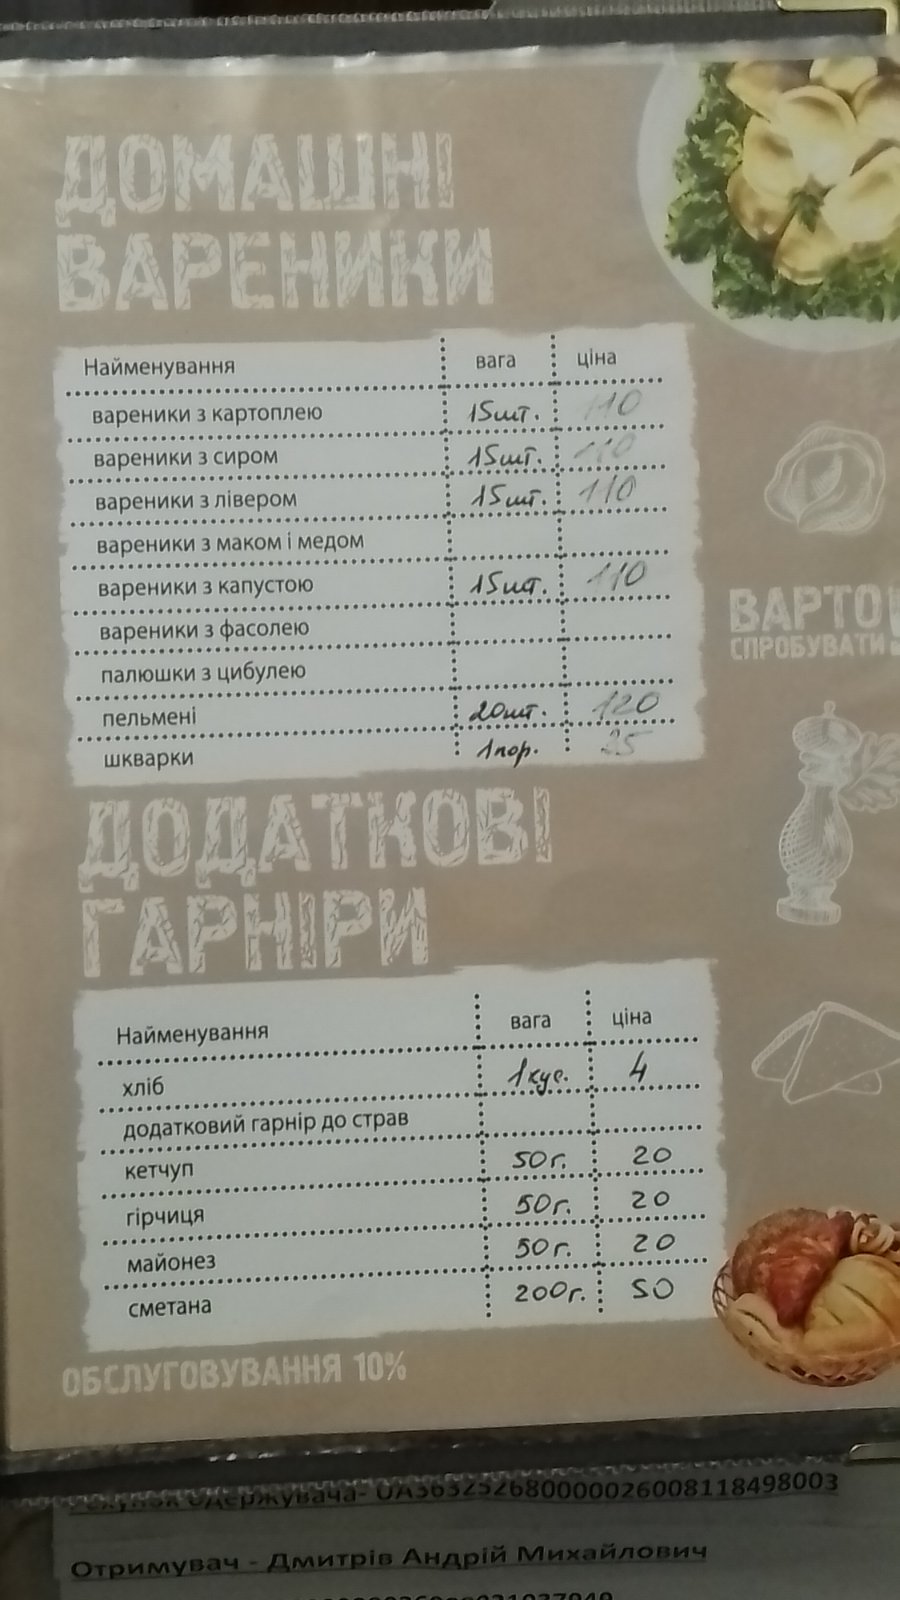 ДОМАШНІ
ВАРЕНИКИ
Найменування вага ціна
вареники з картоплею 15шт. 110
вареники з сиром 15шт. 110
вареники з лівером 15шт. 110
вареники з маком і медом
вареники з капустою 15шт. 110
вареники з фасолею
палюшки з цибулею
пельмені 20шт. 120
шкварки 1пор.
ВАРТО!
СПРОБУВАТИ
ДОДАТКОВІ
ГАРНІРИ
Найменування вага ціна
хліб 1кус. 4
додатковий гарнір до страв
кетчуп 50г. 20
гірчиця 50г. 20
майонез 50г. 20
сметана 200г. 50
ОБСЛУГОВУВАННЯ 10%
одержувача-
Отримувач - Дмитрів Андрій Михайлович